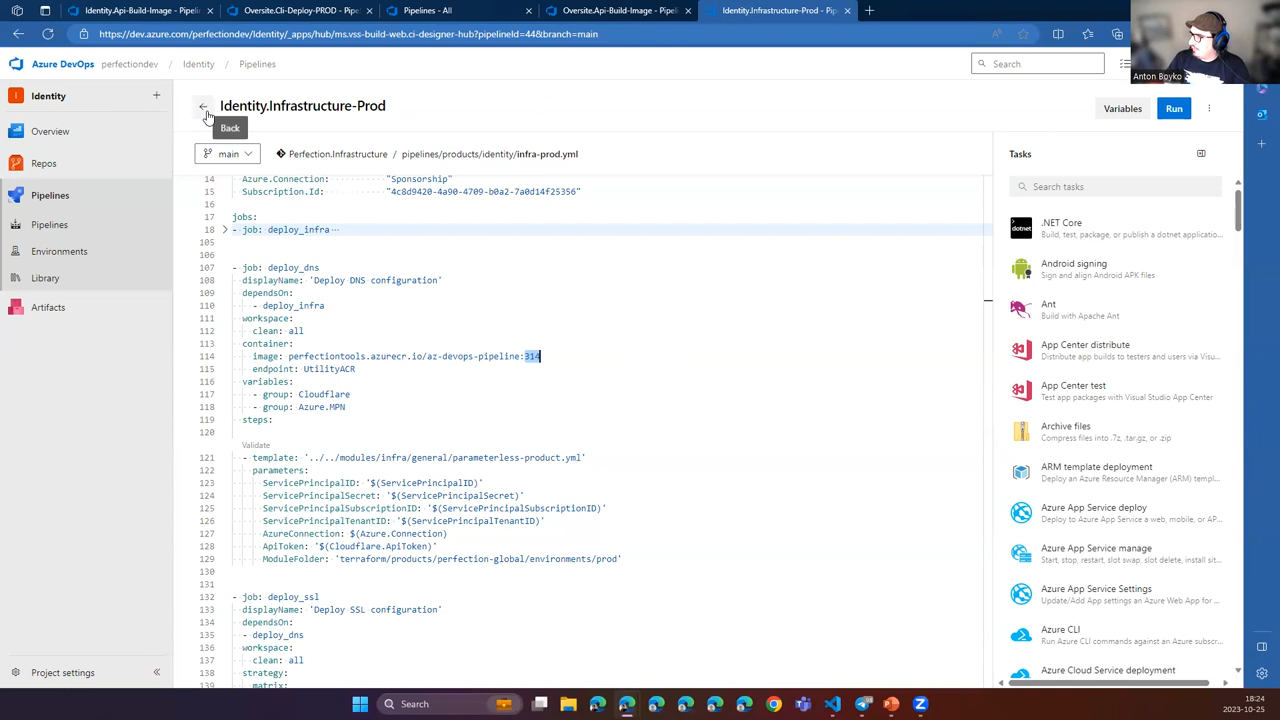 Identity.Api-Build-Image - Pipelin
Oversite.Cli-Deploy-PROD - Pipe
Pipelines - All
Oversite.Api-Build-Image - Pipeli
Identity.Infrastructure-Prod - Pip
https://dev.azure.com/perfectiondev/Identity/_apps/hub/ms.vss-build-web.ci-designer-hub?pipelineId=44&branch=main
Azure DevOps
perfectiondev
/
Identity
/
Pipelines
Search
Anton Boyko
I
Identity
Overview
Repos
Pipelines
Pipelines
Environments
Library
Artifacts
Project settings
Identity.Infrastructure-Prod
Back
Variables
Run
main
Perfection.Infrastructure / pipelines/products/identity/infra-prod.yml
14 Azure.Connection: "Sponsorship"
15 Subscription.Id: "4c8d9420-4a90-4709-b0a2-7a0d14f25356"
16
17 jobs:
18 - job: deploy_infra ···
105
106
107 - job: deploy_dns
108 displayName: 'Deploy DNS configuration'
109 dependsOn:
110 - deploy_infra
111 workspace:
112 clean: all
113 container:
114 image: perfectiontools.azurecr.io/az-devops-pipeline:314
115 endpoint: UtilityACR
116 variables:
117 - group: Cloudflare
118 - group: Azure.MPN
119 steps:
120
Validate
121 - template: '../../modules/infra/general/parameterless-product.yml'
122 parameters:
123 ServicePrincipalID: '$(ServicePrincipalID)'
124 ServicePrincipalSecret: '$(ServicePrincipalSecret)'
125 ServicePrincipalSubscriptionID: '$(ServicePrincipalSubscriptionID)'
126 ServicePrincipalTenantID: '$(ServicePrincipalTenantID)'
127 AzureConnection: $(Azure.Connection)
128 ApiToken: '$(Cloudflare.ApiToken)'
129 ModuleFolder: 'terraform/products/perfection-global/environments/prod'
130
131
132 - job: deploy_ssl
133 displayName: 'Deploy SSL configuration'
134 dependsOn:
135 - deploy_dns
136 workspace:
137 clean: all
138 strategy:
139 matrix:
Tasks
Search tasks
.NET Core
Build, test, package, or publish a dotnet applicatio...
Android signing
Sign and align Android APK files
Ant
Build with Apache Ant
App Center distribute
Distribute app builds to testers and users via Visu...
App Center test
Test app packages with Visual Studio App Center
Archive files
Compress files into .7z, .tar.gz, or .zip
ARM template deployment
Deploy an Azure Resource Manager (ARM) templ...
Azure App Service deploy
Deploy to Azure App Service a web, mobile, or AP...
Azure App Service manage
Start, stop, restart, slot swap, slot delete, install sit...
Azure App Service Settings
Update/Add App settings an Azure Web App for ...
Azure CLI
Run Azure CLI commands against an Azure subscr...
Azure Cloud Service deployment
Search
18:24
2023-10-25